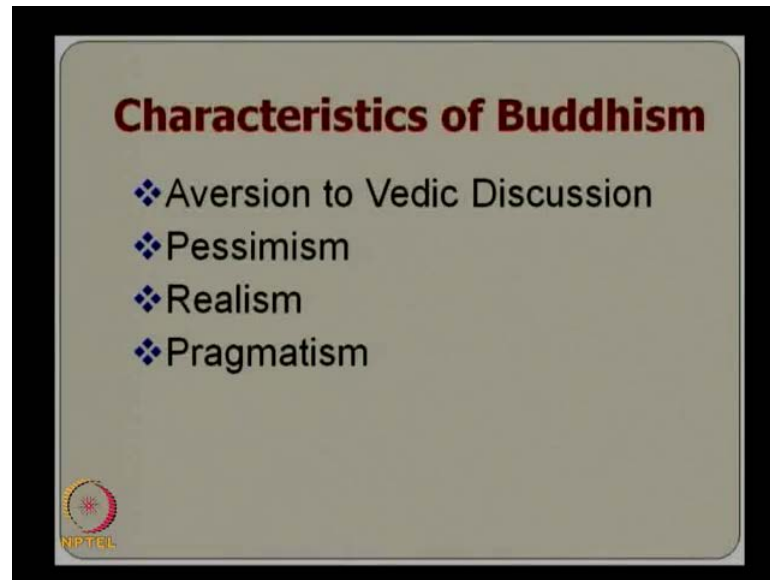 Characteristics of Buddhism
❖Aversion to Vedic Discussion
❖Pessimism
❖Realism
❖Pragmatism
NPTEL